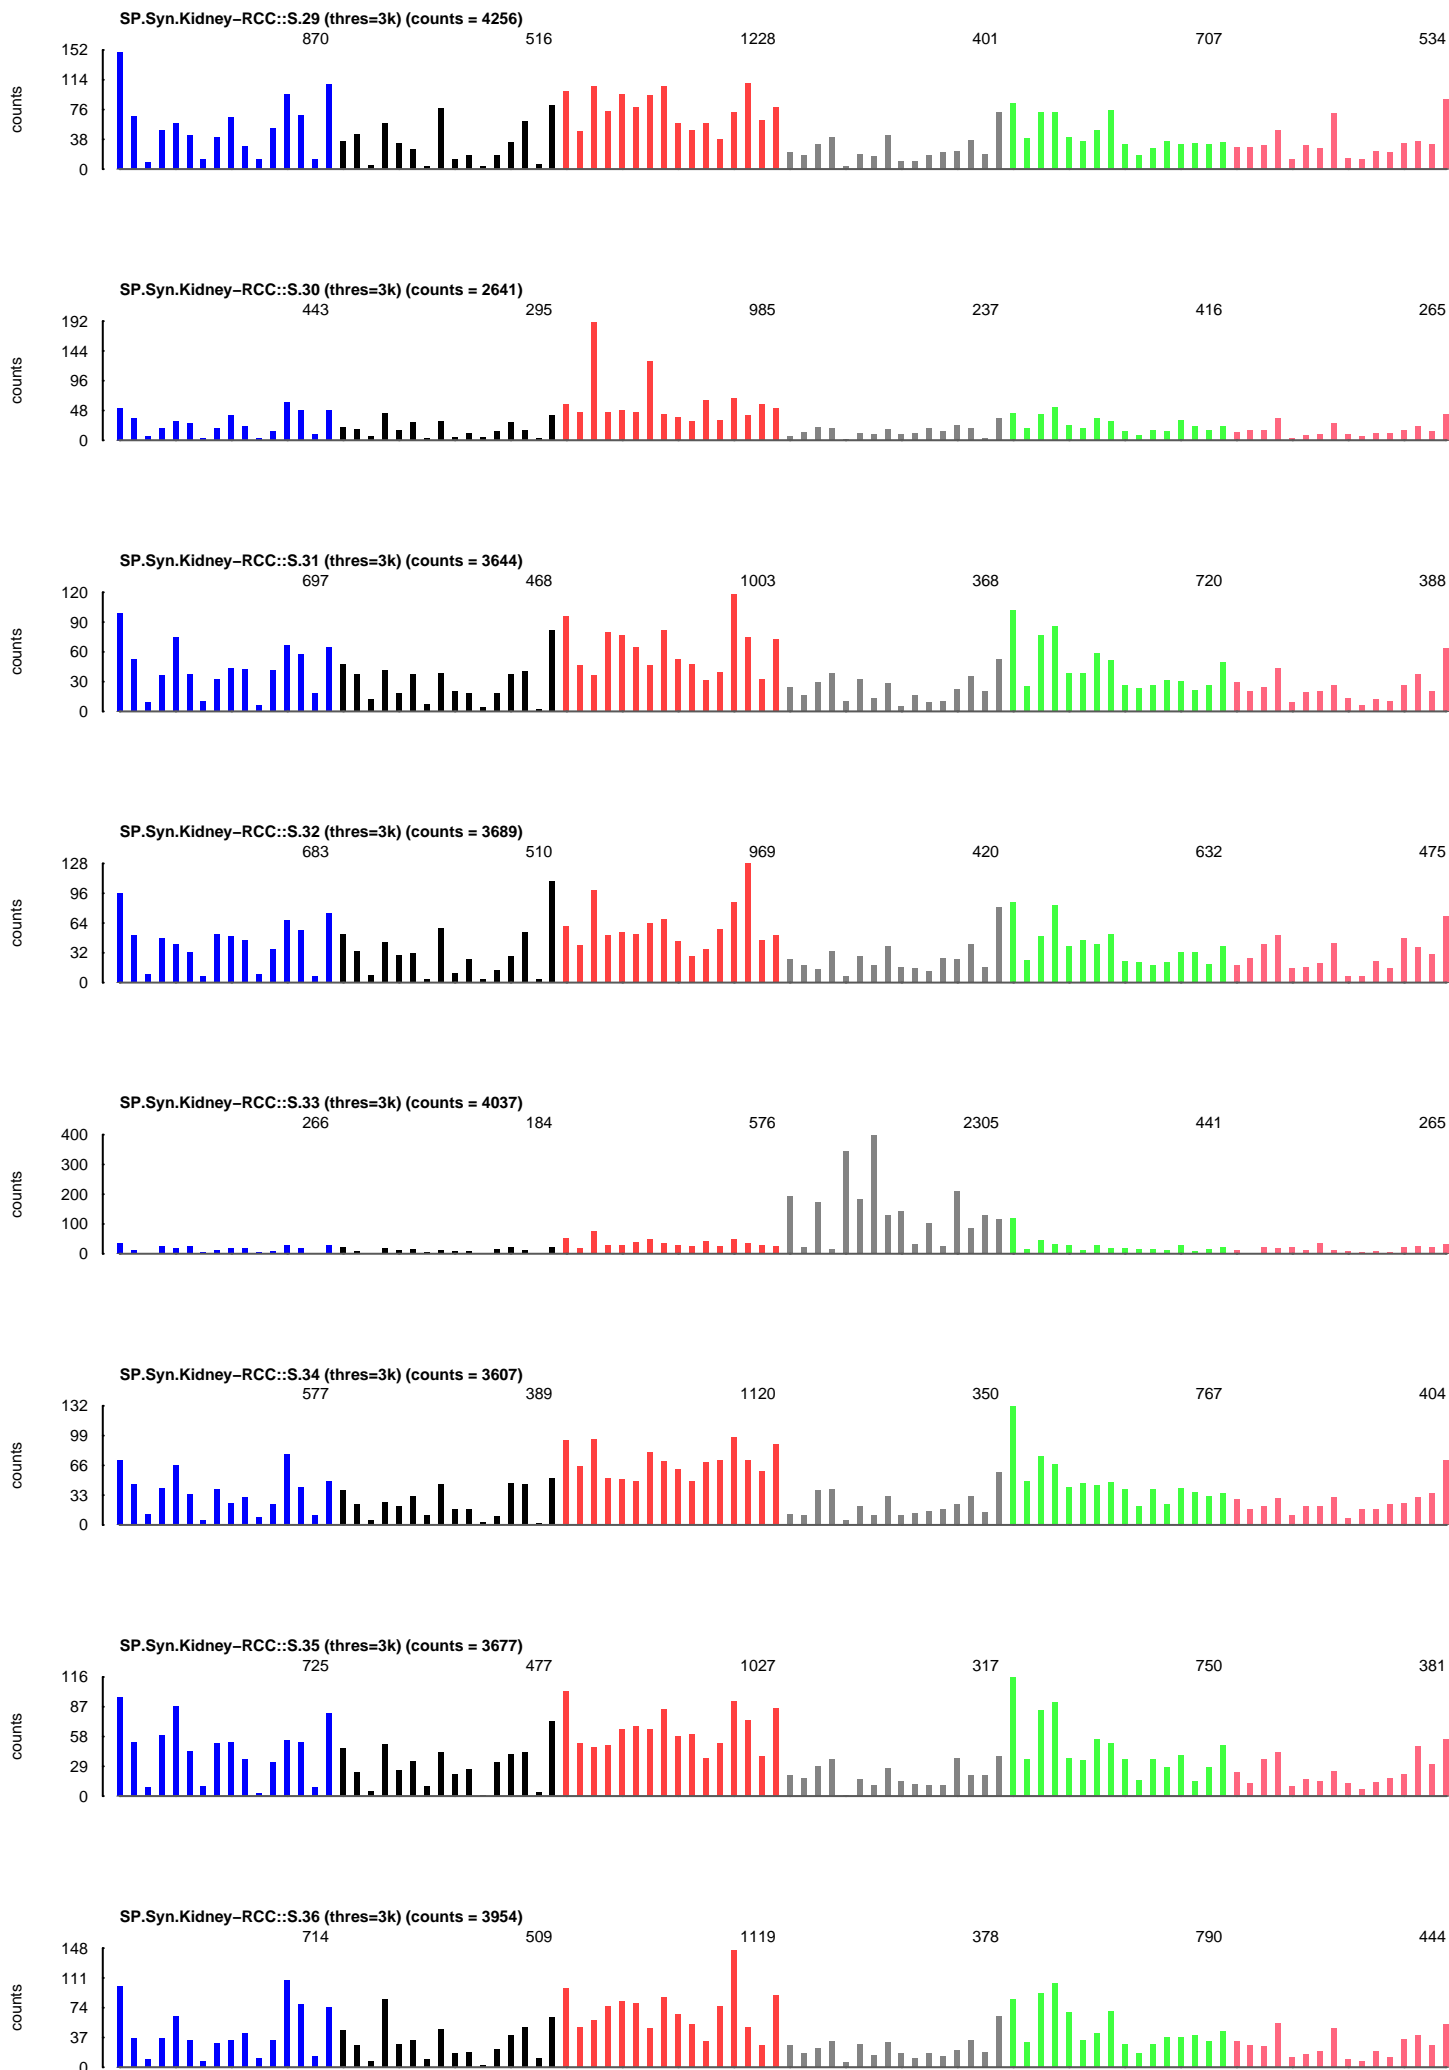 SP.Syn.Kidney−RCC::S.29 (thres=3k) (counts = 4256)
870 516 1228 401 707 534
152
114
76
38
0
counts
SP.Syn.Kidney−RCC::S.30 (thres=3k) (counts = 2641)
443 295 985 237 416 265
192
144
96
48
0
counts
SP.Syn.Kidney−RCC::S.31 (thres=3k) (counts = 3644)
697 468 1003 368 720 388
120
90
60
30
0
counts
SP.Syn.Kidney−RCC::S.32 (thres=3k) (counts = 3689)
683 510 969 420 632 475
128
96
64
32
0
counts
SP.Syn.Kidney−RCC::S.33 (thres=3k) (counts = 4037)
266 184 576 2305 441 265
400
300
200
100
0
counts
SP.Syn.Kidney−RCC::S.34 (thres=3k) (counts = 3607)
577 389 1120 350 767 404
132
99
66
33
0
counts
SP.Syn.Kidney−RCC::S.35 (thres=3k) (counts = 3677)
725 477 1027 317 750 381
116
87
58
29
0
counts
SP.Syn.Kidney−RCC::S.36 (thres=3k) (counts = 3954)
714 509 1119 378 790 444
148
111
74
37
0
counts